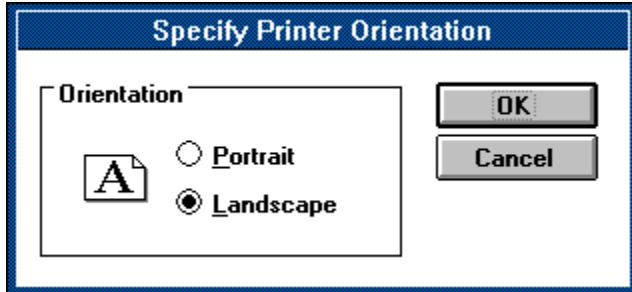 Specify Printer Orientation
Orientation
OK
A
Portrait
Cancel
Landscape